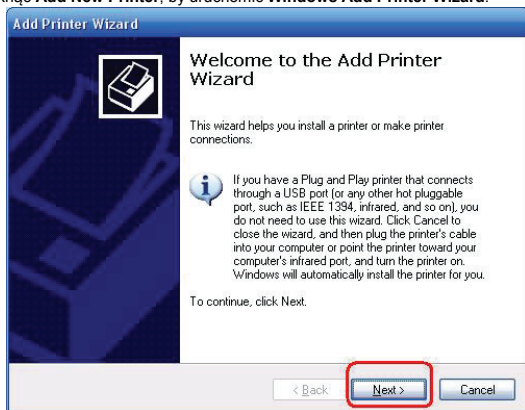 Add New Printer, by uruchomić Windows Add Printer Wizard.
Add Printer Wizard
Welcome to the Add Printer
Wizard
This wizard helps you install a printer or make printer
connections.
If you have a Plug and Play printer that connects
through a USB port (or any other hot pluggable
port, such as IEEE 1394, infrared, and so on), you
do not need to use this wizard. Click Cancel to
close the wizard, and then plug the printer's cable
into your computer or point the printer toward your
computer's infrared port, and turn the printer on.
Windows will automatically install the printer for you.
To continue, click Next.
< Back
Next >
Cancel